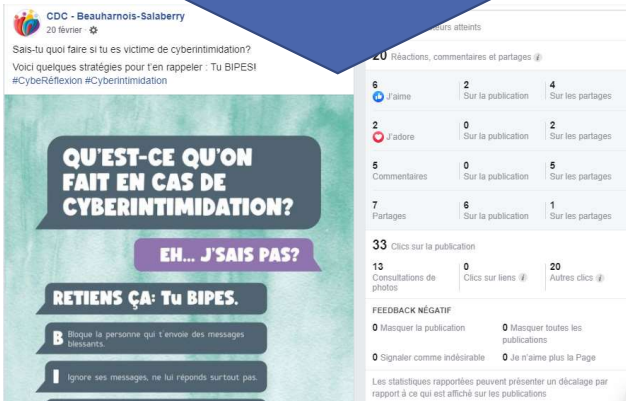 CDC - Beauharnois-Salaberry
20 février ·
Sais-tu quoi faire si tu es victime de cyberintimidation?
Voici quelques stratégies pour t'en rappeler : Tu BIPES!
#CybeRéflexion #Cyberintimidation
QU'EST-CE QU'ON
FAIT EN CAS DE
CYBERINTIMIDATION?
EH... J'SAIS PAS?
RETIENS ÇA: Tu BIPES.
B Bloque la personne qui t'envoie des messages
blessants.
I Ignore ses messages, ne lui réponds surtout pas.
atteints
20 Réactions, commentaires et partages
6 2 4
J'aime Sur la publication Sur les partages
2 0 2
J'adore Sur la publication Sur les partages
5 0 5
Commentaires Sur la publication Sur les partages
7 6 1
Partages Sur la publication Sur les partages
33 Clics sur la publication
13 0 20
Consultations de Clics sur liens Autres clics
photos
FEEDBACK NÉGATIF
0 Masquer la publication 0 Masquer toutes les
publications
0 Signaler comme indésirable 0 Je n'aime plus la Page
Les statistiques rapportées peuvent présenter un décalage par
rapport à ce qui est affiché sur les publications